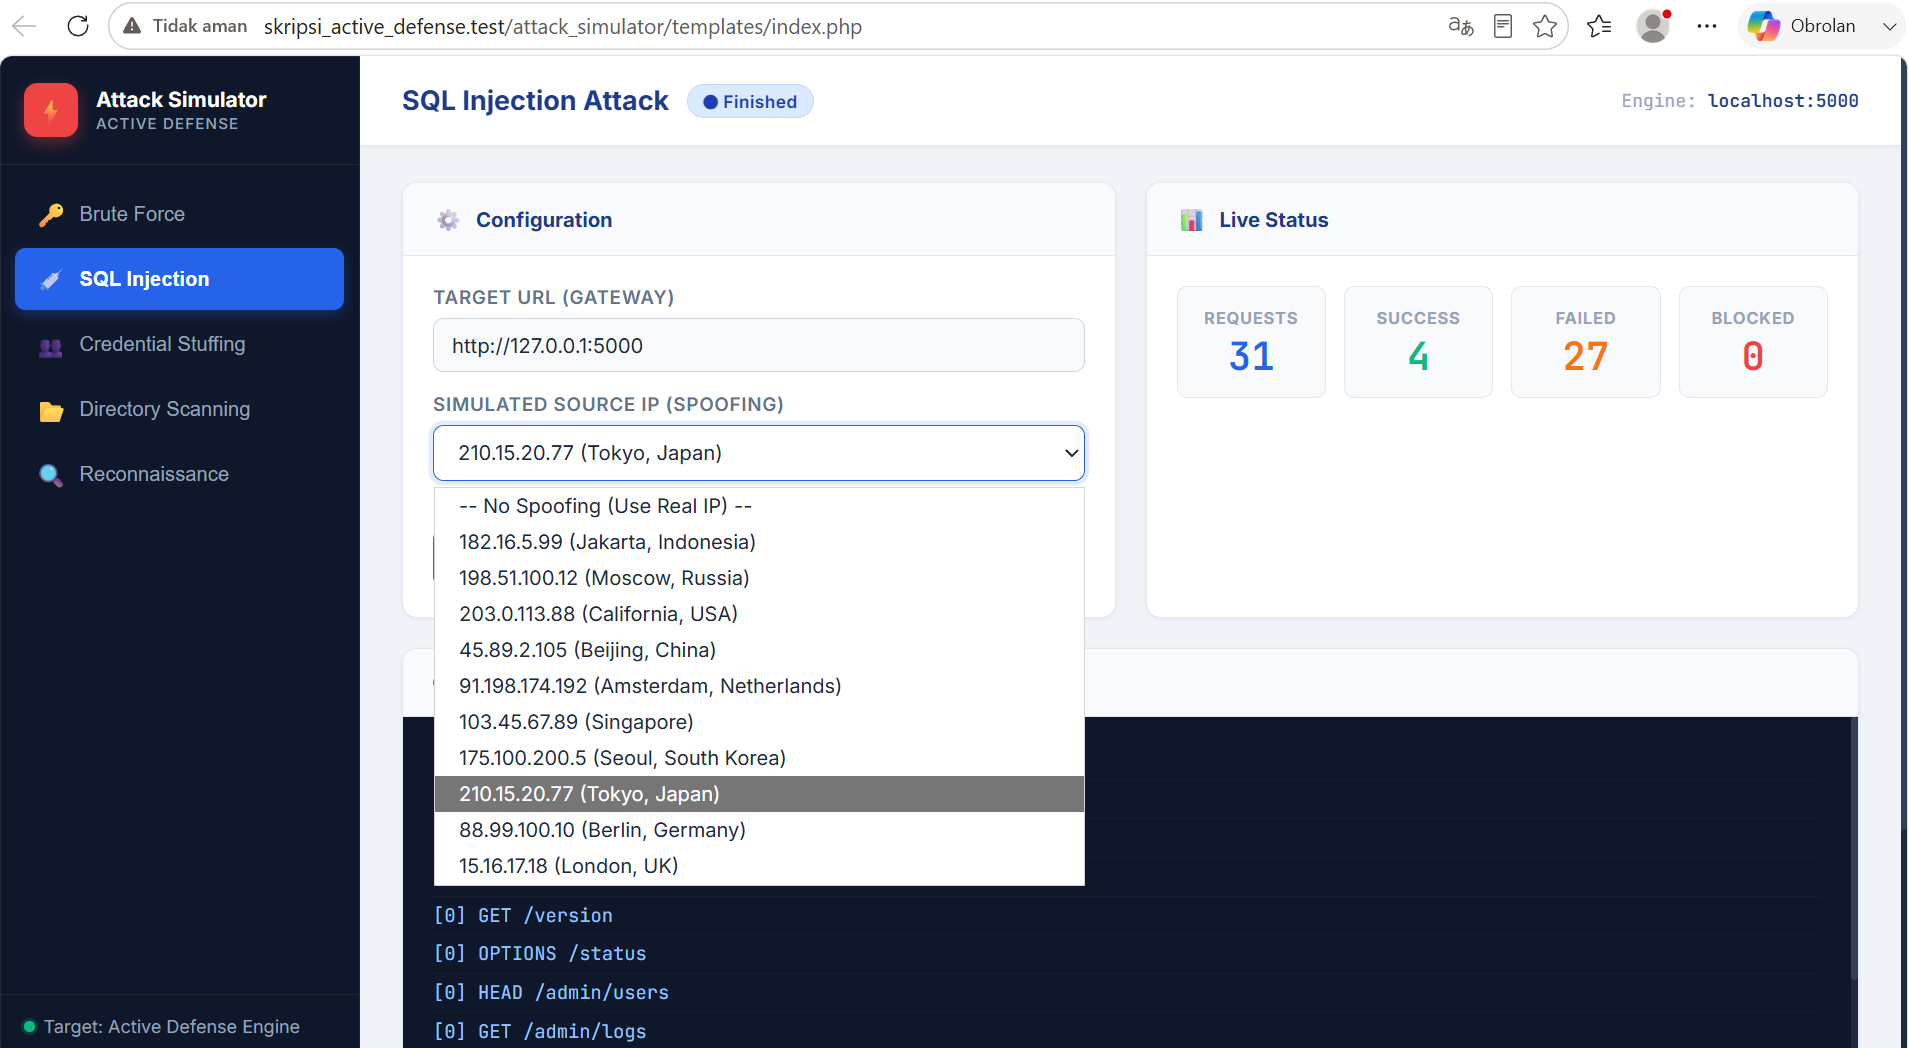 Tidak aman
skripsi_active_defense.test/attack_simulator/templates/index.php
Obrolan
Attack Simulator
ACTIVE DEFENSE
Brute Force
SQL Injection
Credential Stuffing
Directory Scanning
Reconnaissance
Target: Active Defense Engine
SQL Injection Attack
Finished
Engine: localhost:5000
Configuration
TARGET URL (GATEWAY)
http://127.0.0.1:5000
SIMULATED SOURCE IP (SPOOFING)
210.15.20.77 (Tokyo, Japan)
-- No Spoofing (Use Real IP) --
182.16.5.99 (Jakarta, Indonesia)
198.51.100.12 (Moscow, Russia)
203.0.113.88 (California, USA)
45.89.2.105 (Beijing, China)
91.198.174.192 (Amsterdam, Netherlands)
103.45.67.89 (Singapore)
175.100.200.5 (Seoul, South Korea)
210.15.20.77 (Tokyo, Japan)
88.99.100.10 (Berlin, Germany)
15.16.17.18 (London, UK)
Live Status
REQUESTS
31
SUCCESS
4
FAILED
27
BLOCKED
0
[0] GET /version
[0] OPTIONS /status
[0] HEAD /admin/users
[0] GET /admin/logs